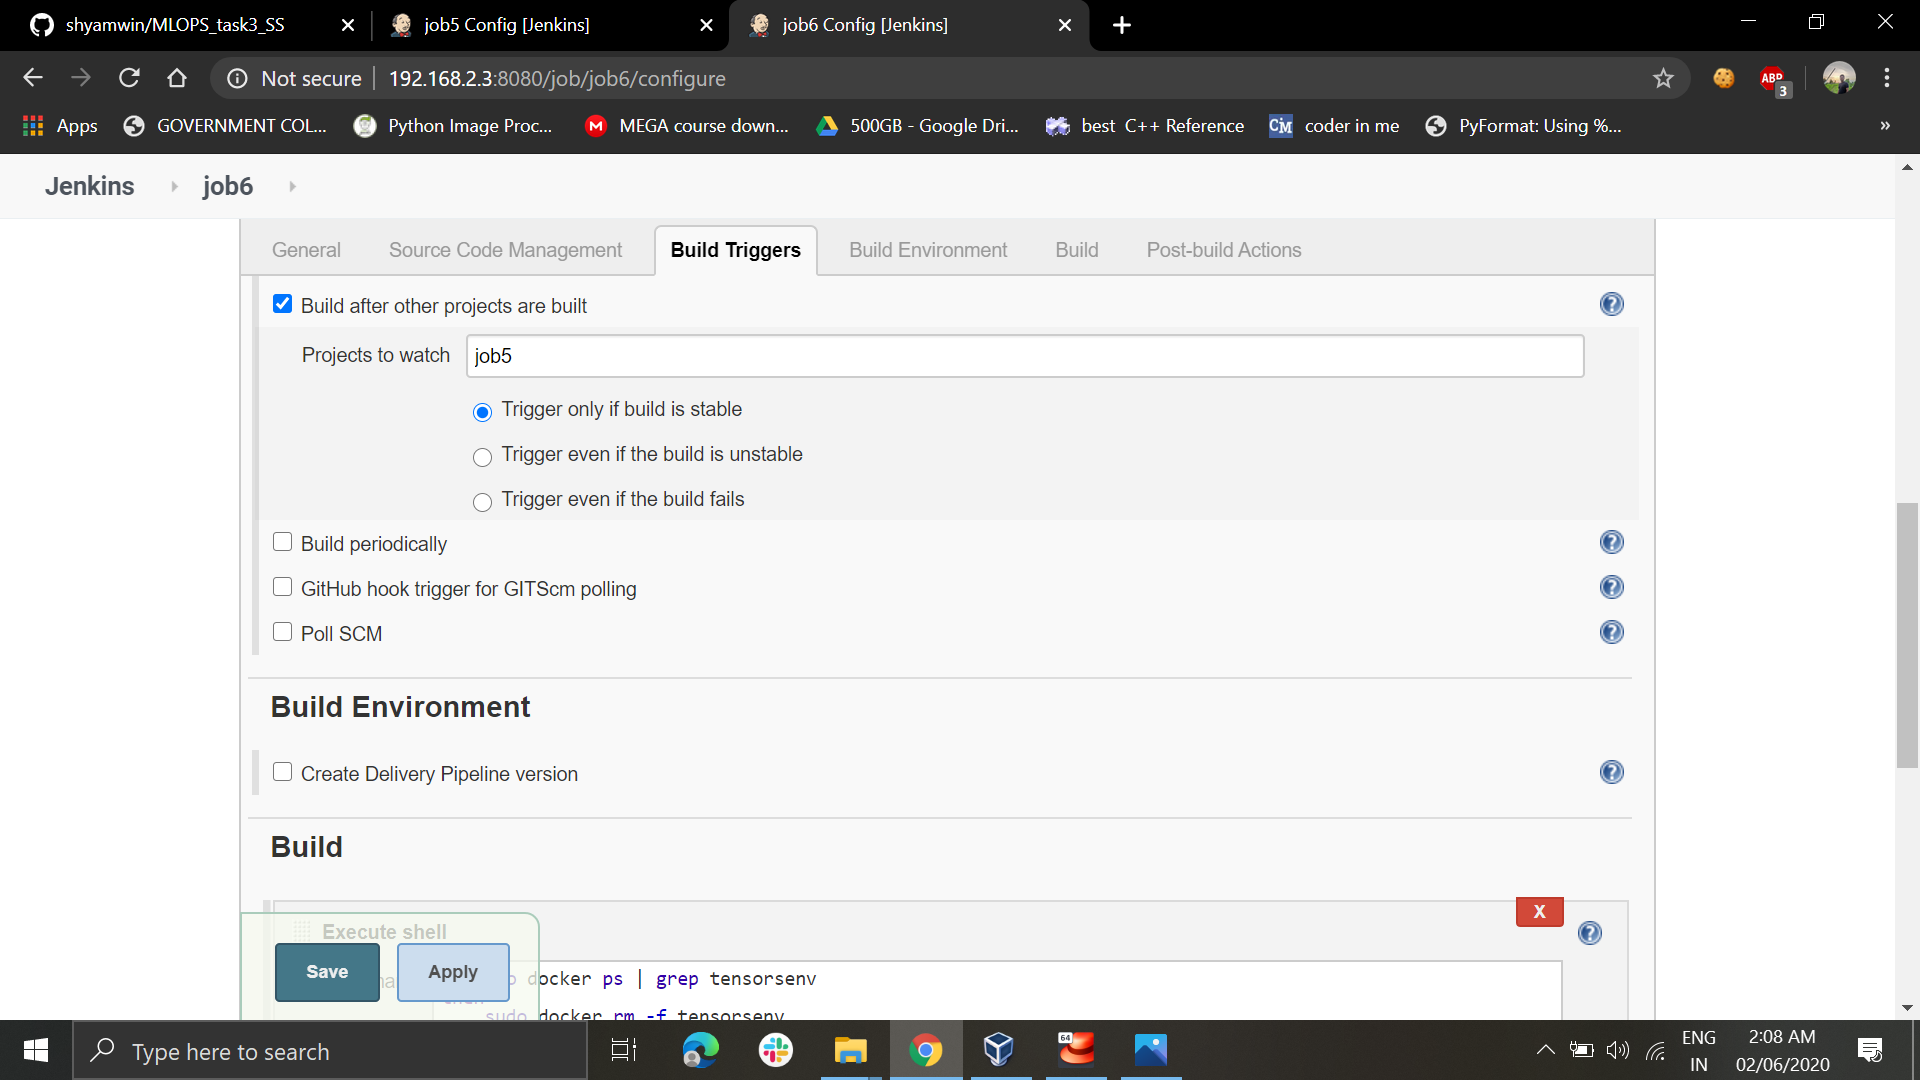 shyamwin/MLOPS_task3_SS
job5 Config [Jenkins]
job6 Config [Jenkins]
Not secure
192.168.2.3:8080/job/job6/configure
ABP
3
Apps
GOVERNMENT COL...
Python Image Proc...
M
MEGA course down...
500GB - Google Dri...
best C++ Reference
CM
coder in me
PyFormat: Using %...
»
Jenkins
job6
General
Source Code Management
Build Triggers
Build Environment
Build
Post-build Actions
Build after other projects are built
?
Projects to watch
job5
Trigger only if build is stable
Trigger even if the build is unstable
Trigger even if the build fails
Build periodically
?
GitHub hook trigger for GITScm polling
?
Poll SCM
?
Build Environment
Create Delivery Pipeline version
?
Build
X
Execute shell
?
Save
Apply
docker ps | grep tensorsenv
sudo docker rm -f tensorsenv
Type here to search
64
ENG
IN
2:08 AM
02/06/2020